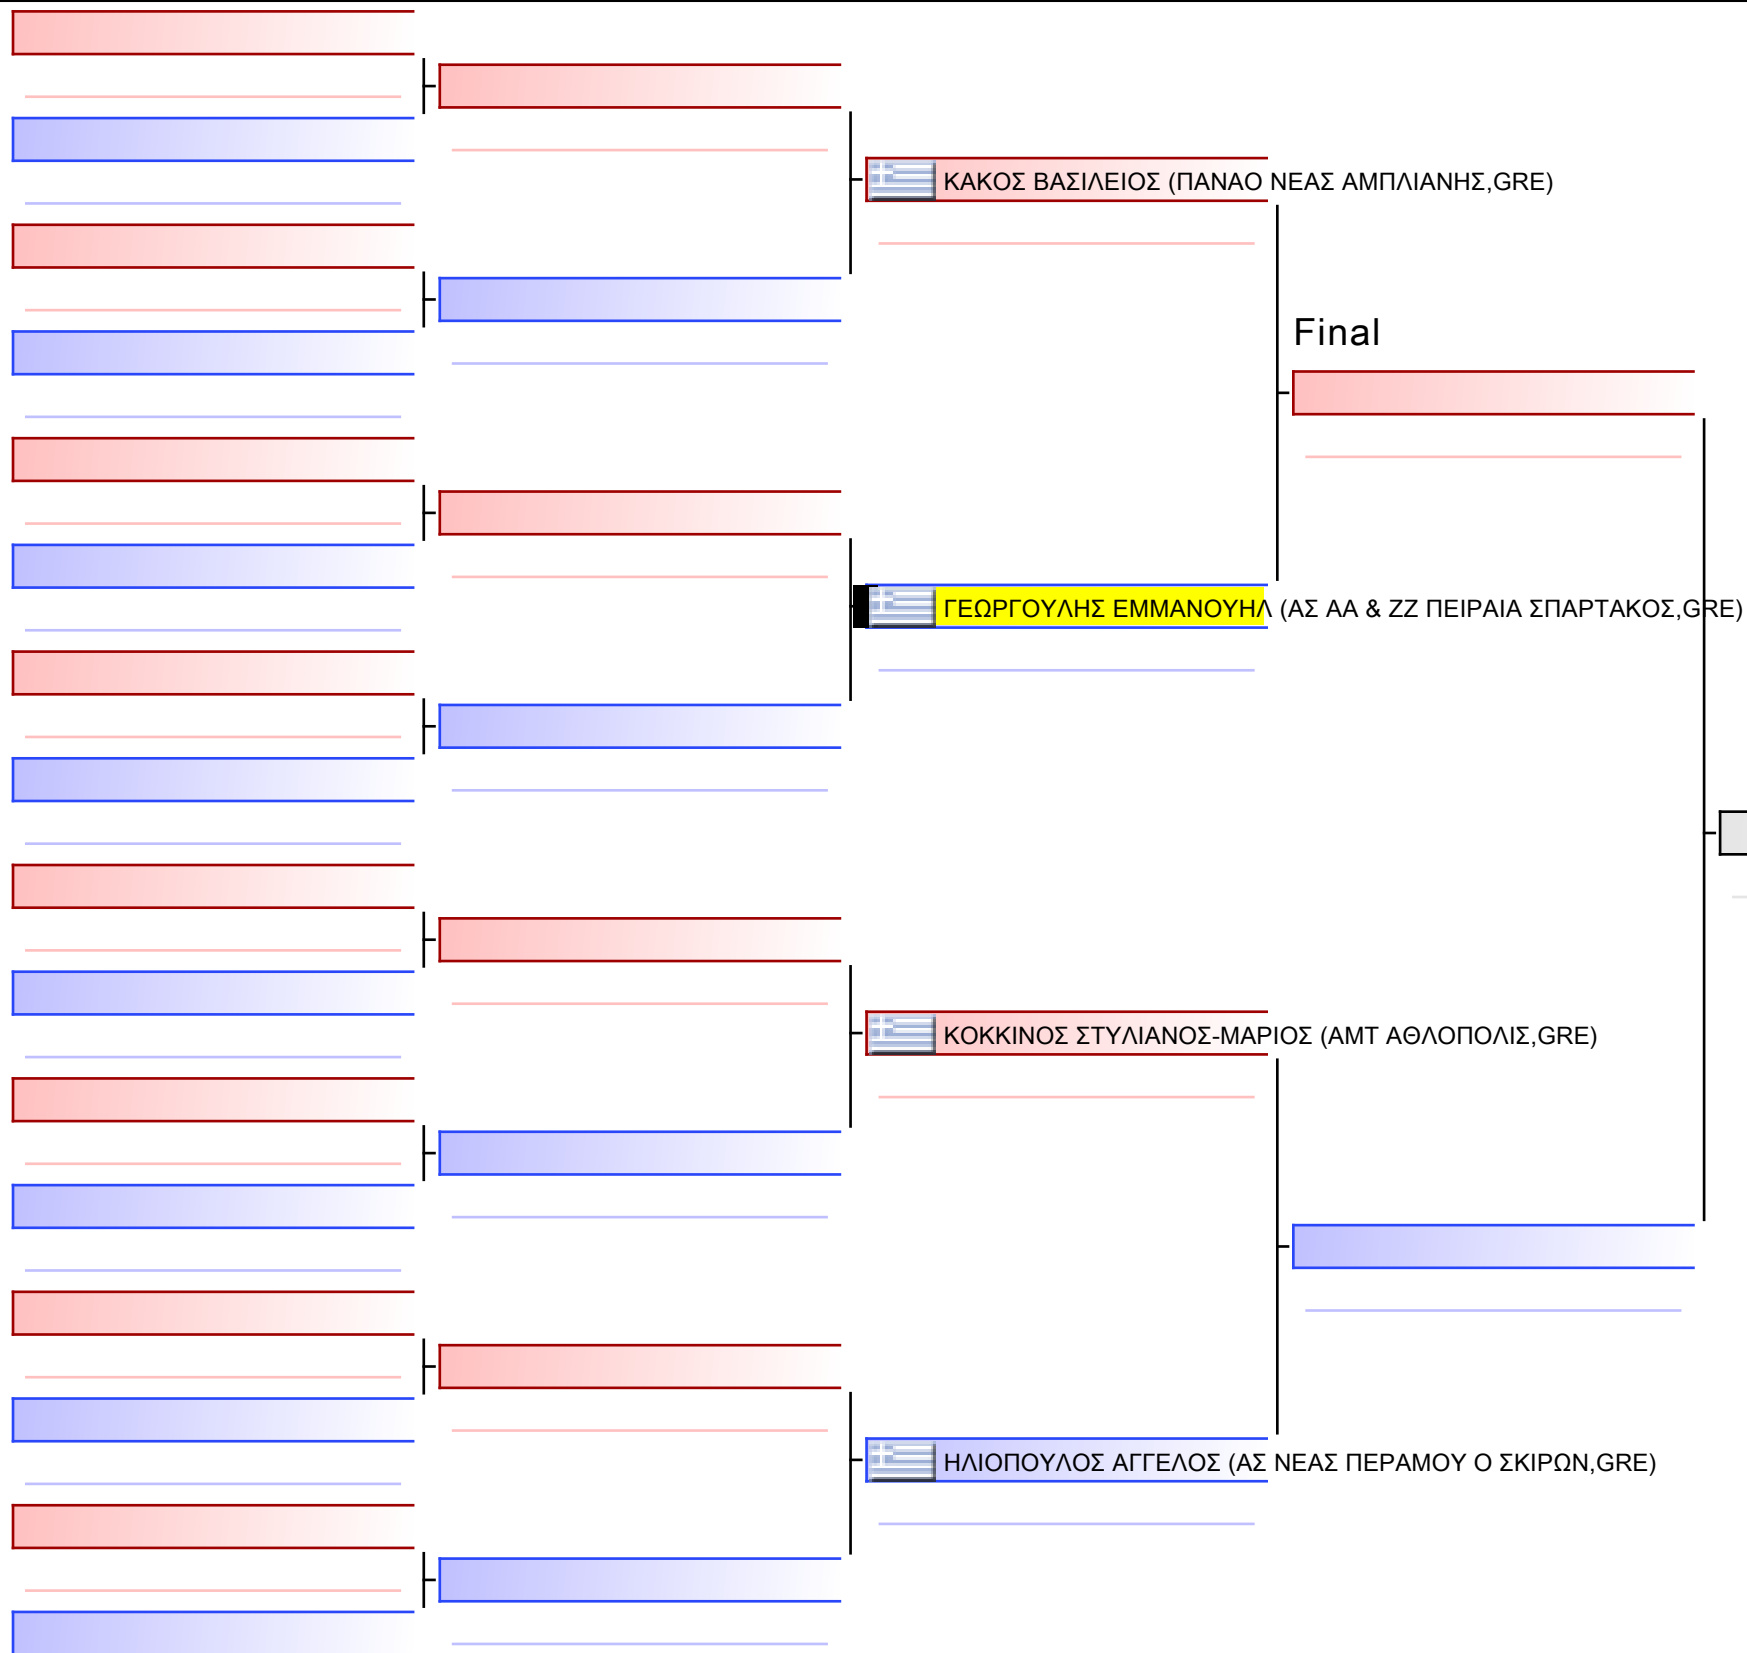 ΚΑΚΟΣ ΒΑΣΙΛΕΙΟΣ (ΠΑΝΑΟ ΝΕΑΣ ΑΜΠΛΙΑΝΗΣ,GRE)
Final
ΓΕΩΡΓΟΥΛΗΣ ΕΜΜΑΝΟΥΗΛ (ΑΣ ΑΑ & ΖΖ ΠΕΙΡΑΙΑ ΣΠΑΡΤΑΚΟΣ,GRE)
ΚΟΚΚΙΝΟΣ ΣΤΥΛΙΑΝΟΣ-ΜΑΡΙΟΣ (ΑΜΤ ΑΘΛΟΠΟΛΙΣ,GRE)
ΗΛΙΟΠΟΥΛΟΣ ΑΓΓΕΛΟΣ (ΑΣ ΝΕΑΣ ΠΕΡΑΜΟΥ Ο ΣΚΙΡΩΝ,GRE)